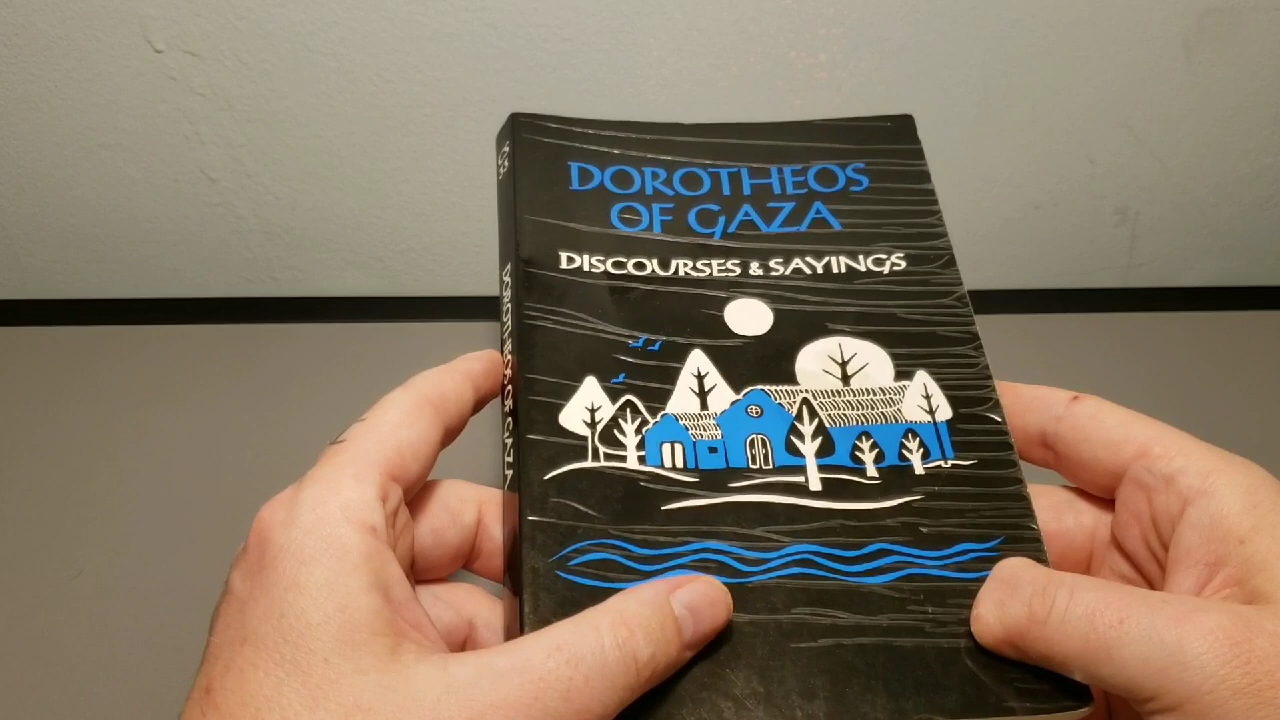 DOROTHEOS
OF GAZA
DISCOURSES & SAYINGS
DOROTHEOS OF GAZA